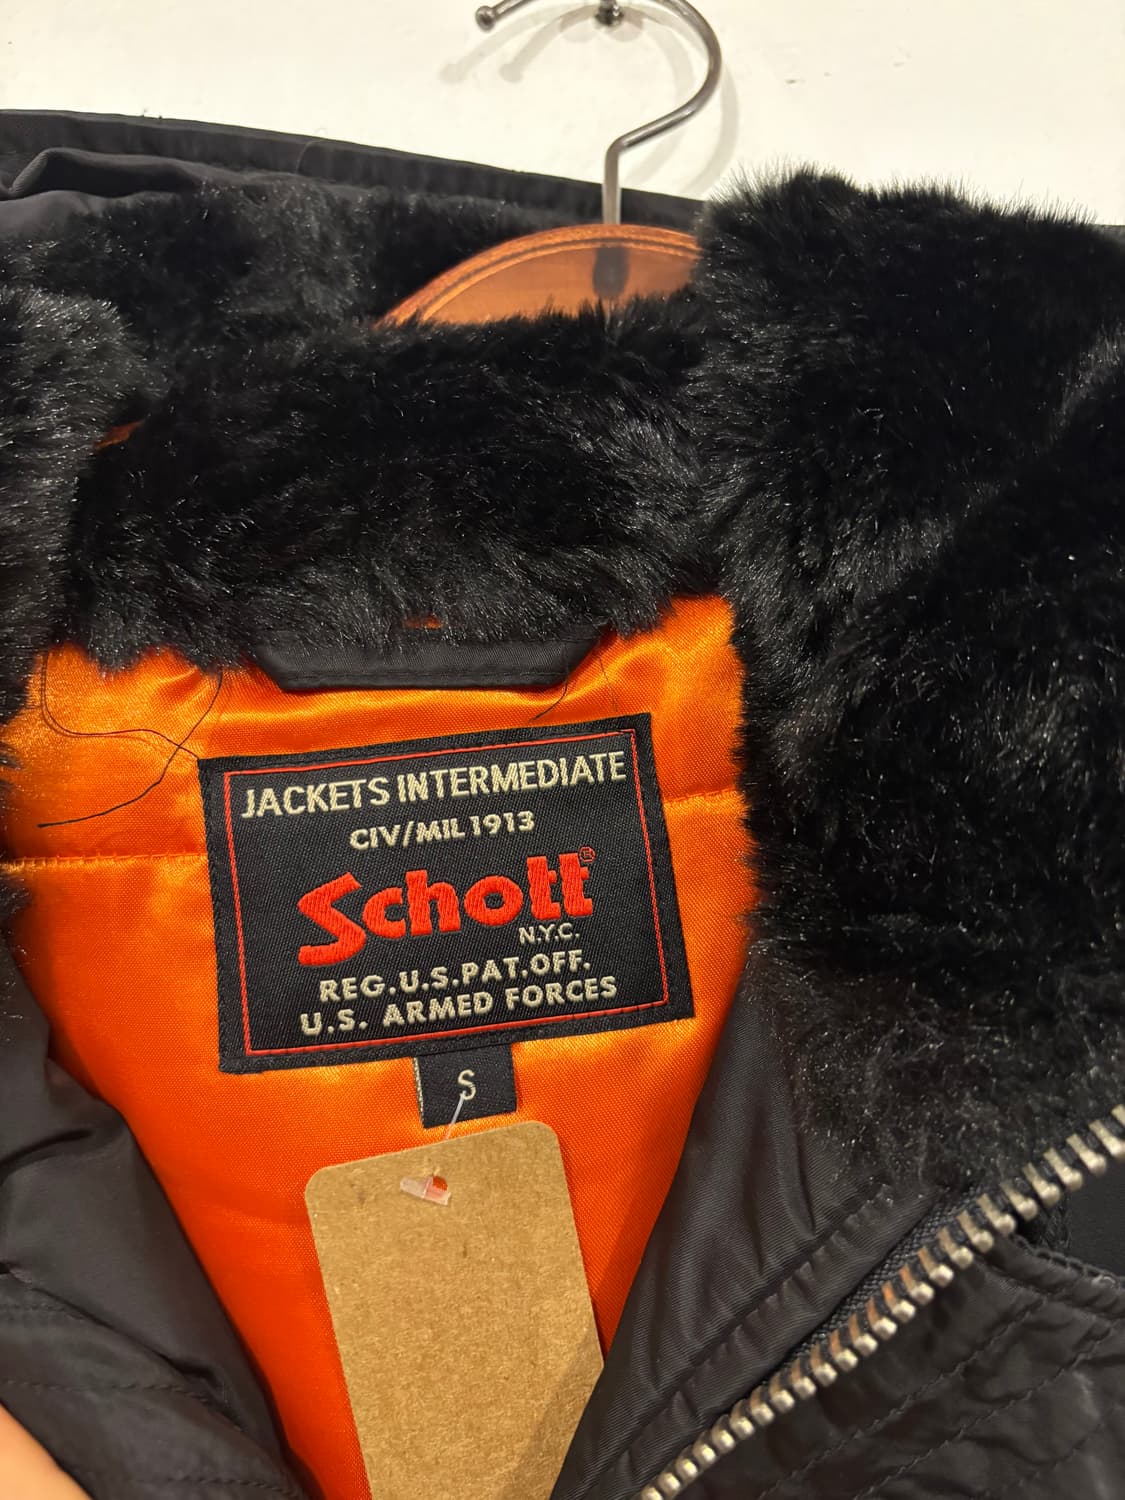 JACKETS INTERMEDIATE
CIV/MIL 1913
Schott®
N.Y.C.
REG.U.S.PAT.OFF.
U.S. ARMED FORCES
S